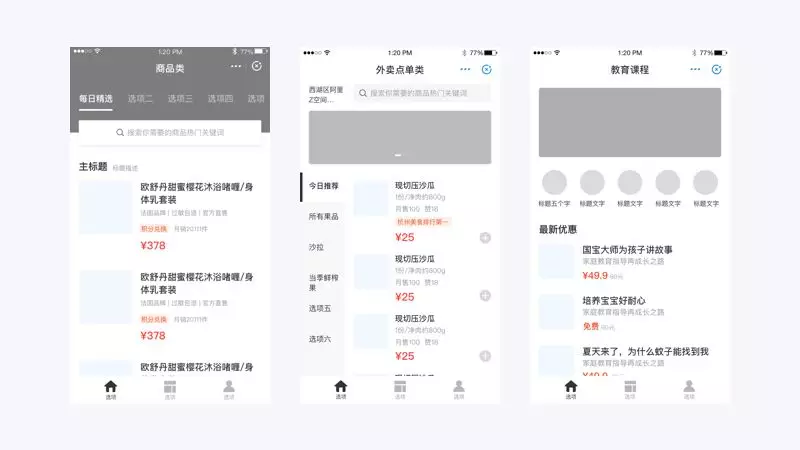 1:20 PM
77%
商品类
每日精选
选项二
选项三
选项四
选项
搜索你需要的商品热门关键词
主标题 标题描述
欧舒丹甜蜜樱花沐浴啫喱/身
体乳套装
法国品牌 | 过敏包退 | 官方直售
积分兑换 月销20111件
¥378
欧舒丹甜蜜樱花沐浴啫喱/身
体乳套装
法国品牌 | 过敏包退 | 官方直售
积分兑换 月销20111件
¥378
欧舒丹甜蜜樱花沐浴啫喱/身
选项
选项
选项
1:20 PM
77%
外卖点单类
西湖区阿里
Z空间...
搜索你需要的商品热门关键词
今日推荐
所有果品
沙拉
当季鲜榨
果
选项五
选项六
现切压沙瓜
1份/净肉约800g
月售100 赞18
杭州美食排行第一
¥25
现切压沙瓜
1份/净肉约800g
月售100 赞18
¥25
现切压沙瓜
1份/净肉约800g
月售100 赞18
¥25
选项
选项
选项
1:20 PM
77%
教育课程
标题五个字
标题文字
标题文字
标题文字
标题文字
最新优惠
国宝大师为孩子讲故事
家庭教育指导再成长之路
¥49.9
培养宝宝好耐心
家庭教育指导再成长之路
免费
夏天来了，为什么蚊子能找到我
家庭教育指导再成长之路
¥49.9
选项
选项
选项